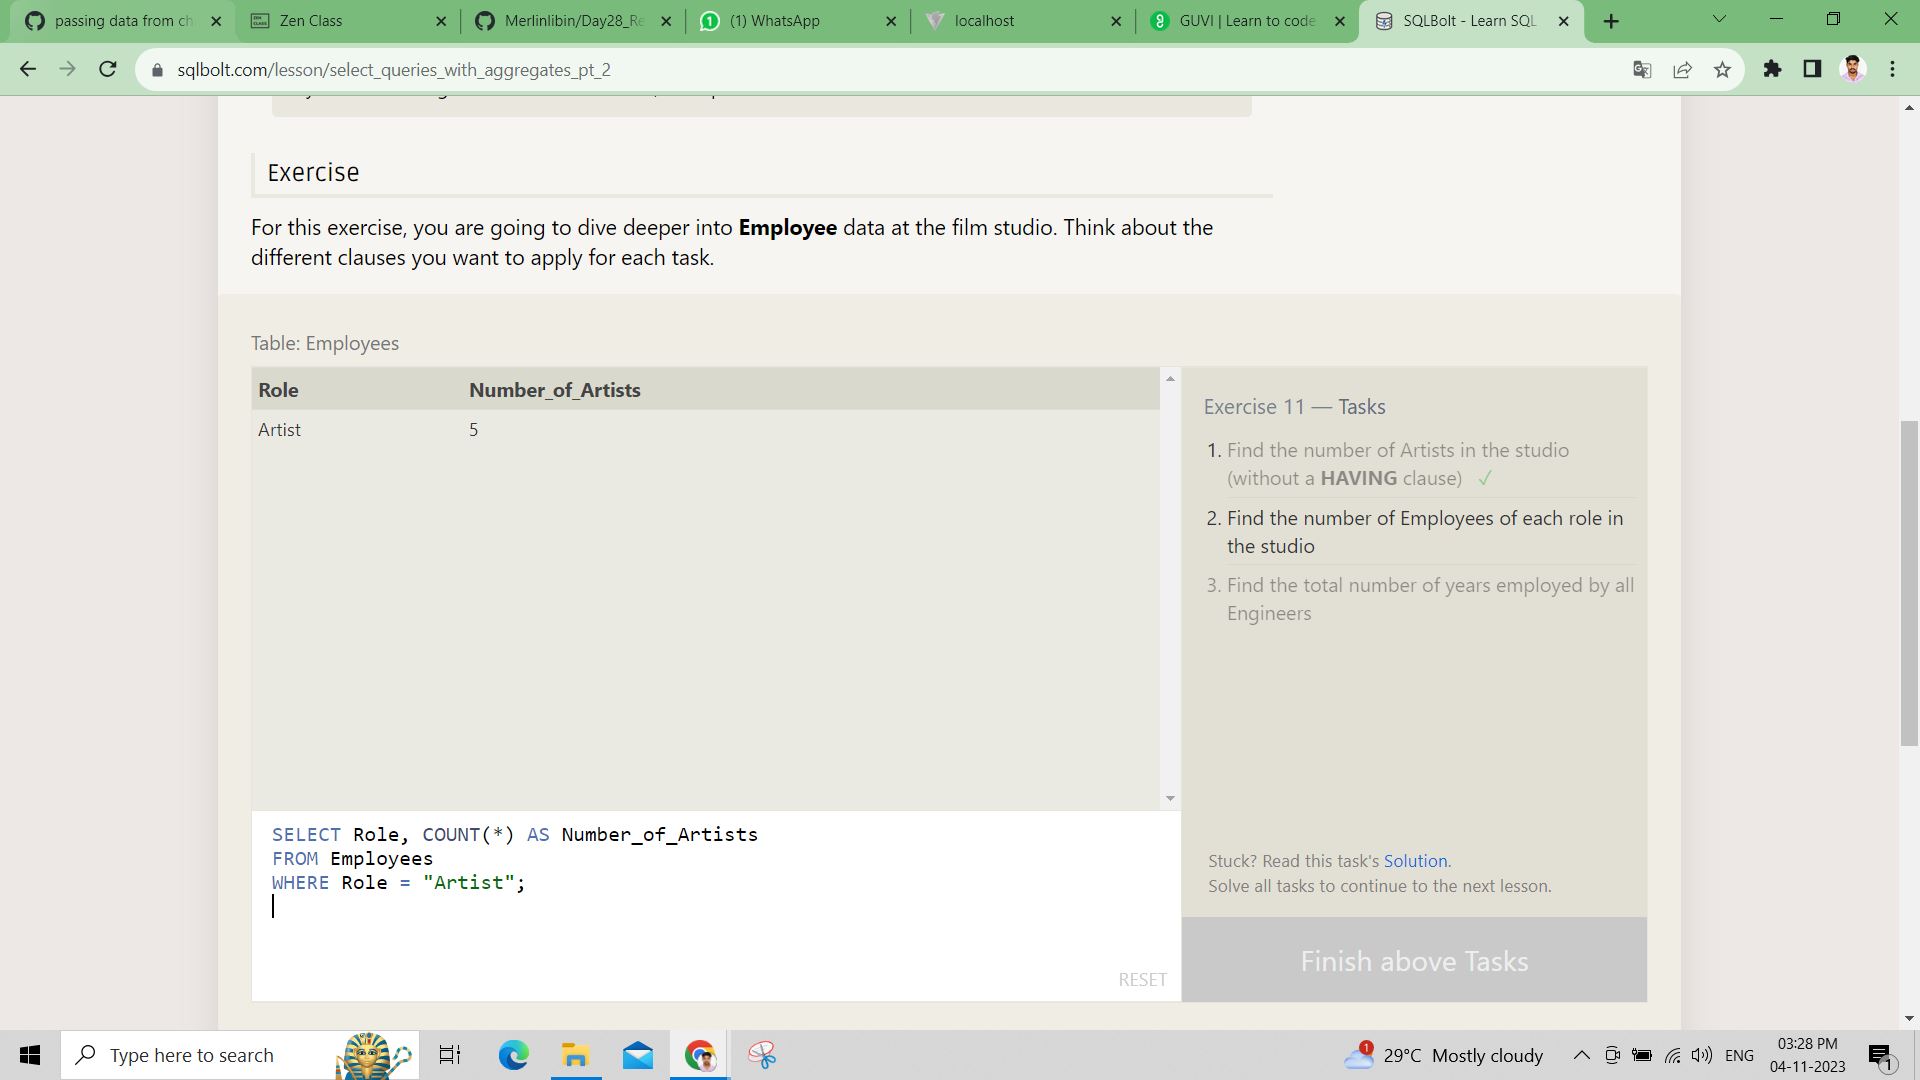 passing data from ch
Zen Class
Merlinlibin/Day28_Re
(1) WhatsApp
localhost
GUVI | Learn to code
SQLBolt - Learn SQL
sqlbolt.com/lesson/select_queries_with_aggregates_pt_2
Exercise
For this exercise, you are going to dive deeper into Employee data at the film studio. Think about the
different clauses you want to apply for each task.
Table: Employees
Role Number_of_Artists
Artist 5
Exercise 11 — Tasks
1. Find the number of Artists in the studio
(without a HAVING clause) ✓
2. Find the number of Employees of each role in
the studio
3. Find the total number of years employed by all
Engineers
SELECT Role, COUNT(*) AS Number_of_Artists
FROM Employees
WHERE Role = "Artist";
RESET
Stuck? Read this task's Solution.
Solve all tasks to continue to the next lesson.
Finish above Tasks
Type here to search
1
29°C Mostly cloudy
ENG
03:28 PM
04-11-2023
1